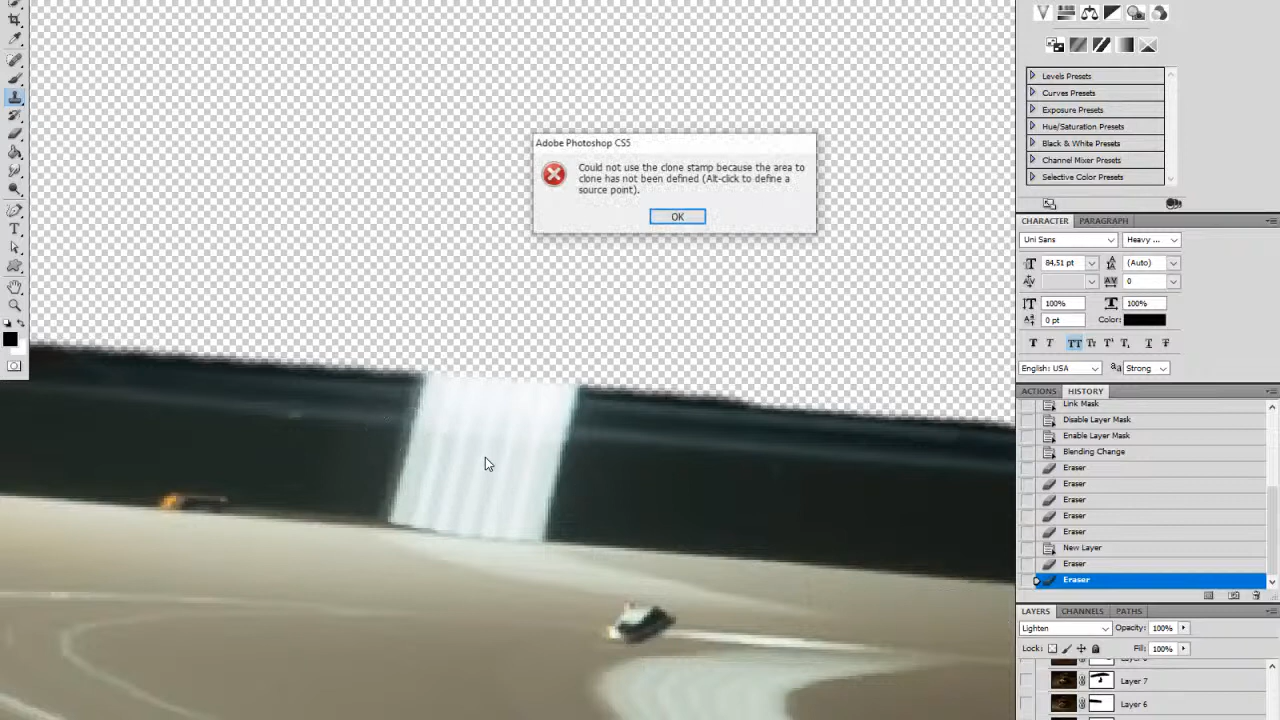 Levels Presets
Curves Presets
Exposure Presets
Hue/Saturation Presets
Black & White Presets
Channel Mixer Presets
Selective Color Presets
Adobe Photoshop CS5
Could not use the clone stamp because the area to
clone has not been defined (Alt-click to define a
source point).
OK
CHARACTER PARAGRAPH
Uni Sans Heavy ...
84,51 pt (Auto)
0
100% 100%
0 pt Color:
English: USA Strong
ACTIONS HISTORY
Link Mask
Disable Layer Mask
Enable Layer Mask
Blending Change
Eraser
Eraser
Eraser
Eraser
Eraser
New Layer
Eraser
Eraser
LAYERS CHANNELS PATHS
Lighten Opacity: 100%
Lock: Fill: 100%
Layer 7
Layer 6